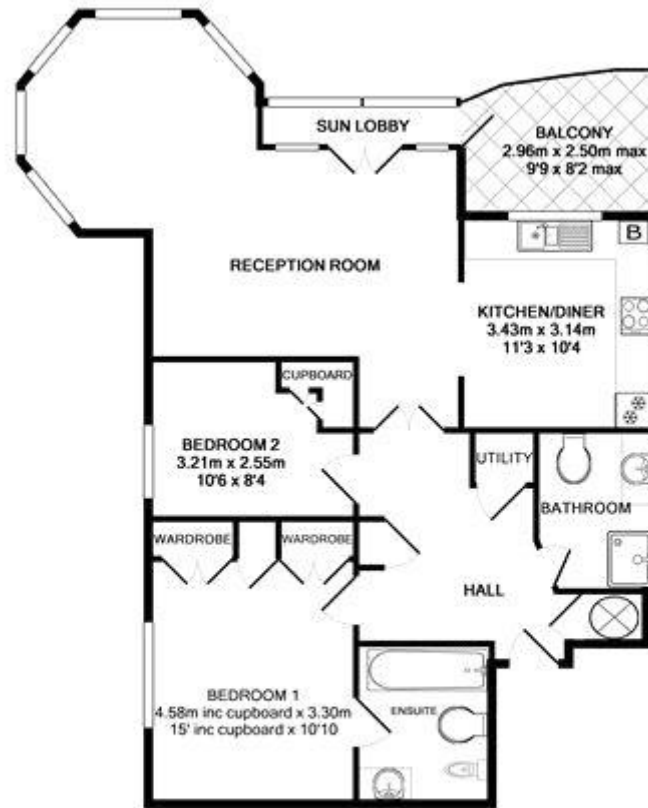 SUN LOBBY
BALCONY
2.96m x 2.50m max
9'9 x 8'2 max
B
RECEPTION ROOM
KITCHEN/DINER
3.43m x 3.14m
11'3 x 10'4
CUPBOARD
BEDROOM 2
3.21m x 2.55m
10'6 x 8'4
UTILITY
BATHROOM
WARDROBE
WARDROBE
HALL
BEDROOM 1
4.58m inc cupboard x 3.30m
15' inc cupboard x 10'10
ENSUITE